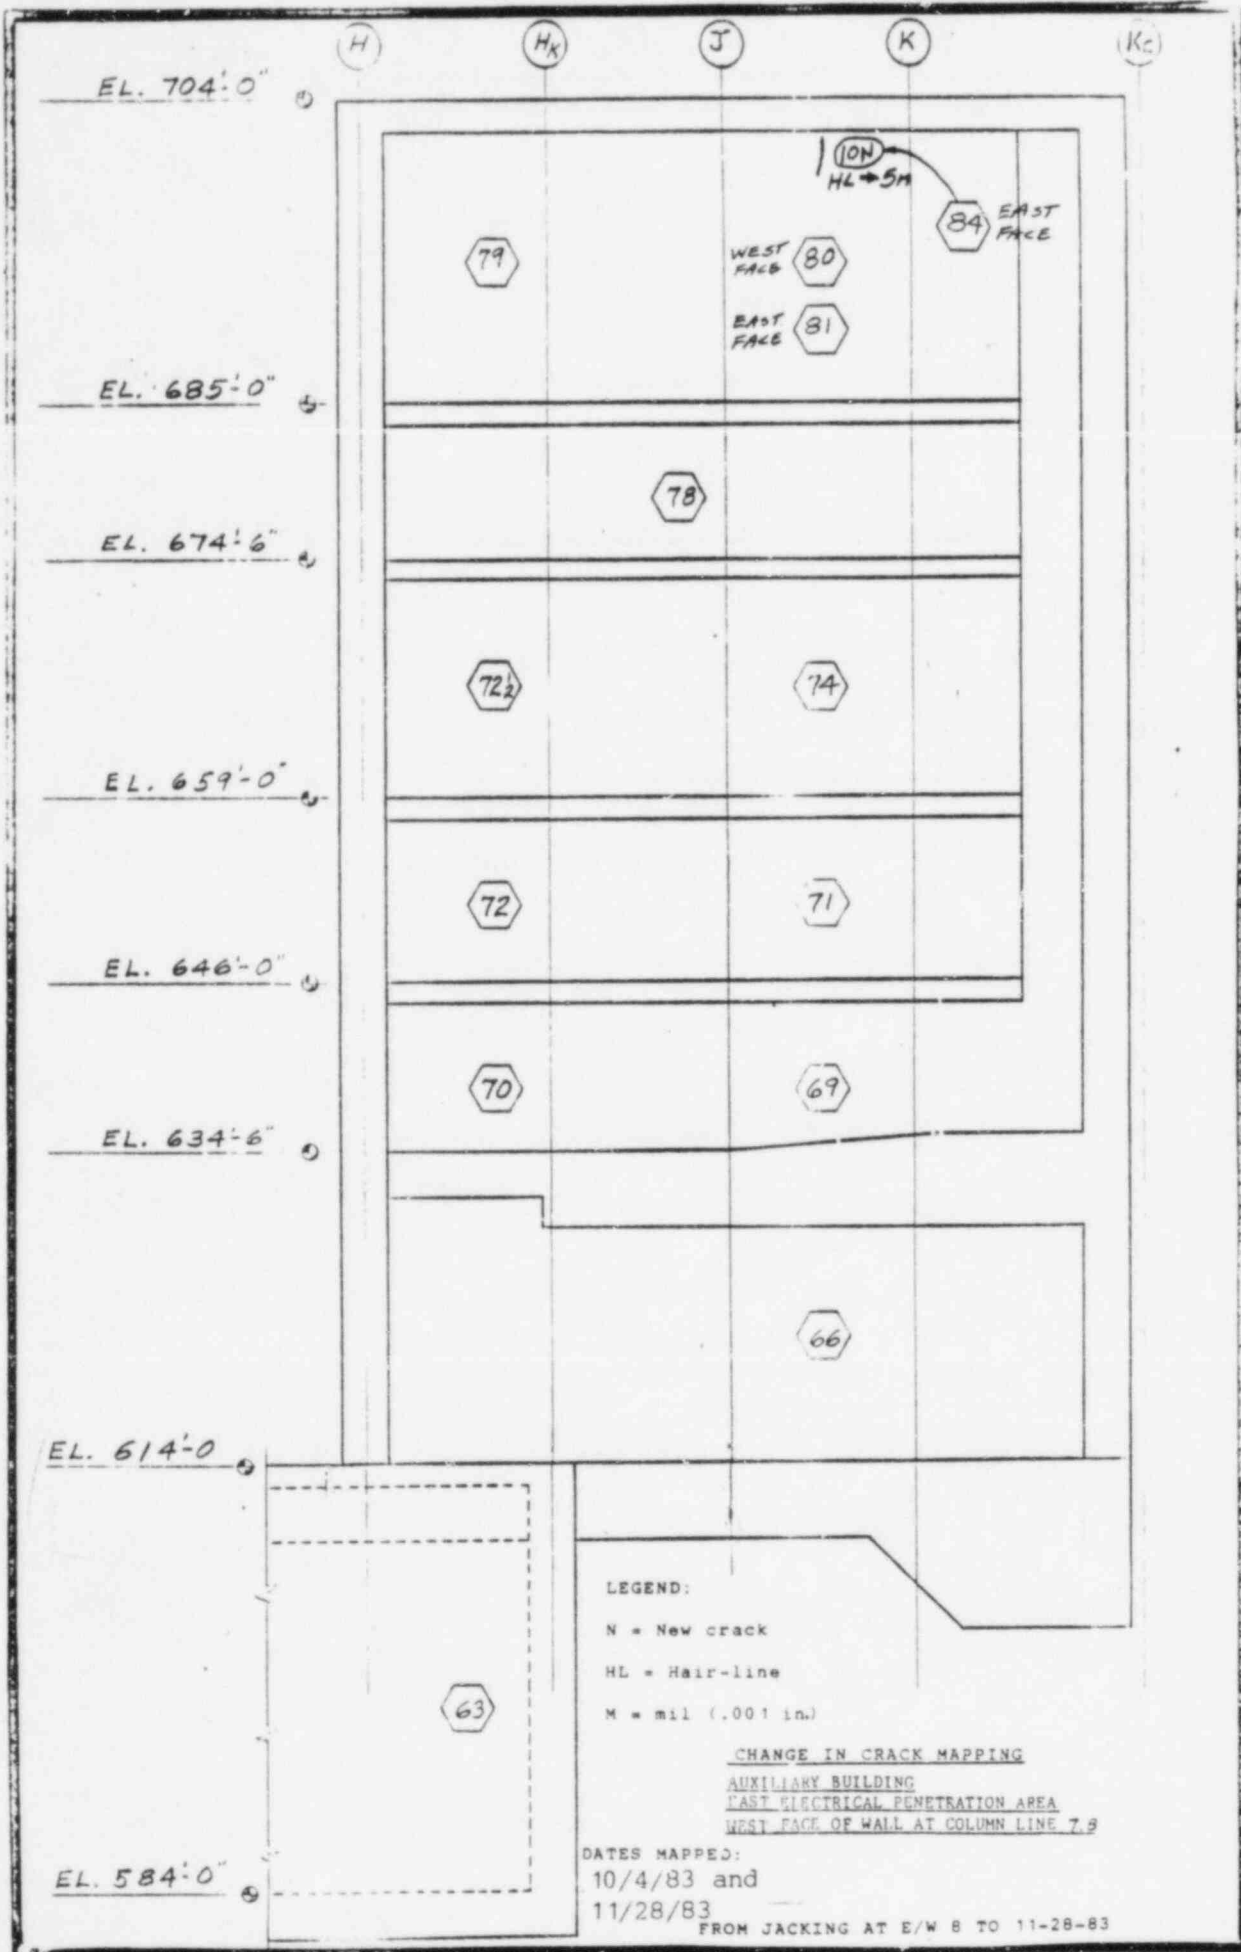 H HK J K KC
EL. 704'-0"
10N
HL → 5M
84 EAST FACE
79
WEST FACE 80
EAST FACE 81
EL. 685'-0"
78
EL. 674'-6"
72½ 74
EL. 659'-0"
72 71
EL. 646'-0"
70 69
EL. 634'-6"
66
EL. 614'-0
LEGEND:
N = New crack
HL = Hair-line
M = mil (.001 in.)
63
CHANGE IN CRACK MAPPING
AUXILIARY BUILDING
EAST ELECTRICAL PENETRATION AREA
WEST FACE OF WALL AT COLUMN LINE 7.8
DATES MAPPED:
10/4/83 and
11/28/83
EL. 584'-0"
FROM JACKING AT E/W 8 TO 11-28-83